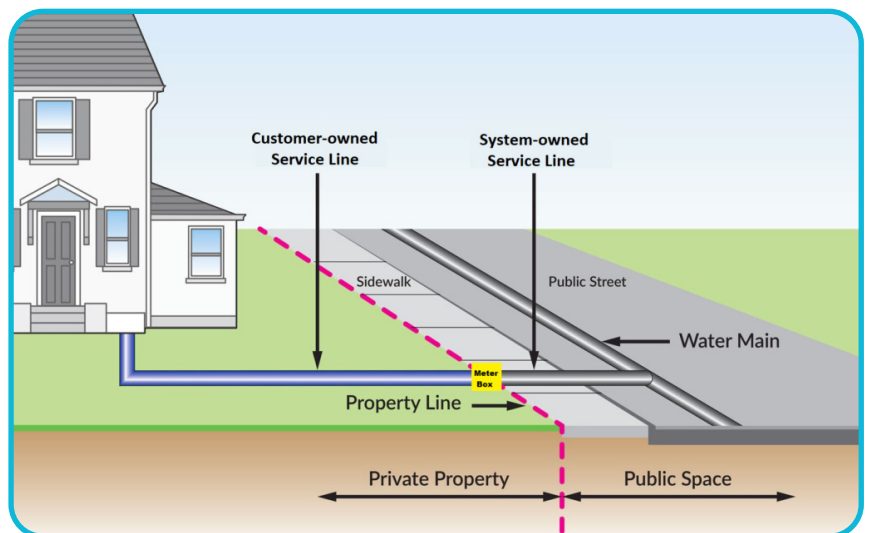 Customer-owned
Service Line
System-owned
Service Line
Sidewalk
Public Street
Water Main
Meter
Box
Property Line
Private Property
Public Space